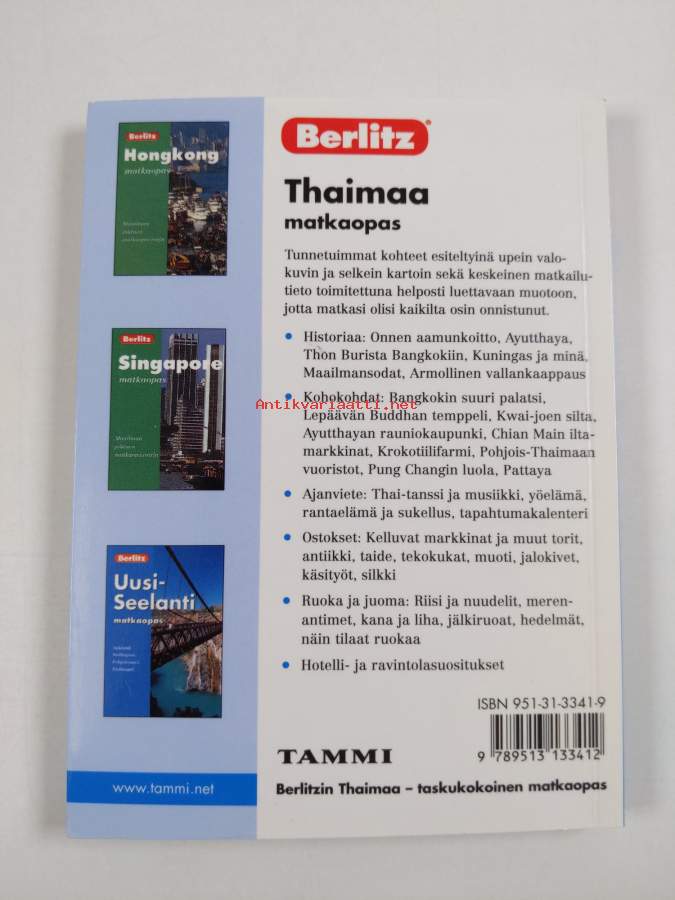 Berlitz
Hongkong
matkaopas
Berlitz
Singapore
matkaopas
Berlitz
Uusi-
Seelanti
matkaopas
www.tammi.net
Berlitz®
Thaimaa
matkaopas
Tunnetuimmat kohteet esiteltyinä upein valo-
kuvin ja selkein kartoin sekä keskeinen matkailu-
tieto toimitettuna helposti luettavaan muotoon,
jotta matkasi olisi kaikilta osin onnistunut.
• Historiaa: Onnen aamunkoitto, Ayutthaya,
Thon Burista Bangkokiin, Kuningas ja minä,
Maailmansodat, Armollinen vallankaappaus
Antikvariaatti.net
• Kohokohdat: Bangkokin suuri palatsi,
Lepäävän Buddhan temppeli, Kwai-joen silta,
Ayutthayan rauniokaupunki, Chian Main ilta-
markkinat, Krokotiilifarmi, Pohjois-Thaimaan
vuoristot, Pung Changin luola, Pattaya
• Ajanviete: Thai-tanssi ja musiikki, yöelämä,
rantaelämä ja sukellus, tapahtumakalenteri
• Ostokset: Kelluvat markkinat ja muut torit,
antiikki, taide, tekokukat, muoti, jalokivet,
käsityöt, silkki
• Ruoka ja juoma: Riisi ja nuudelit, meren-
antimet, kana ja liha, jälkiruoat, hedelmät,
näin tilaat ruokaa
• Hotelli- ja ravintolasuositukset
ISBN 951-31-3341-9
9 789513 133412
TAMMI
Berlitzin Thaimaa – taskukokoinen matkaopas